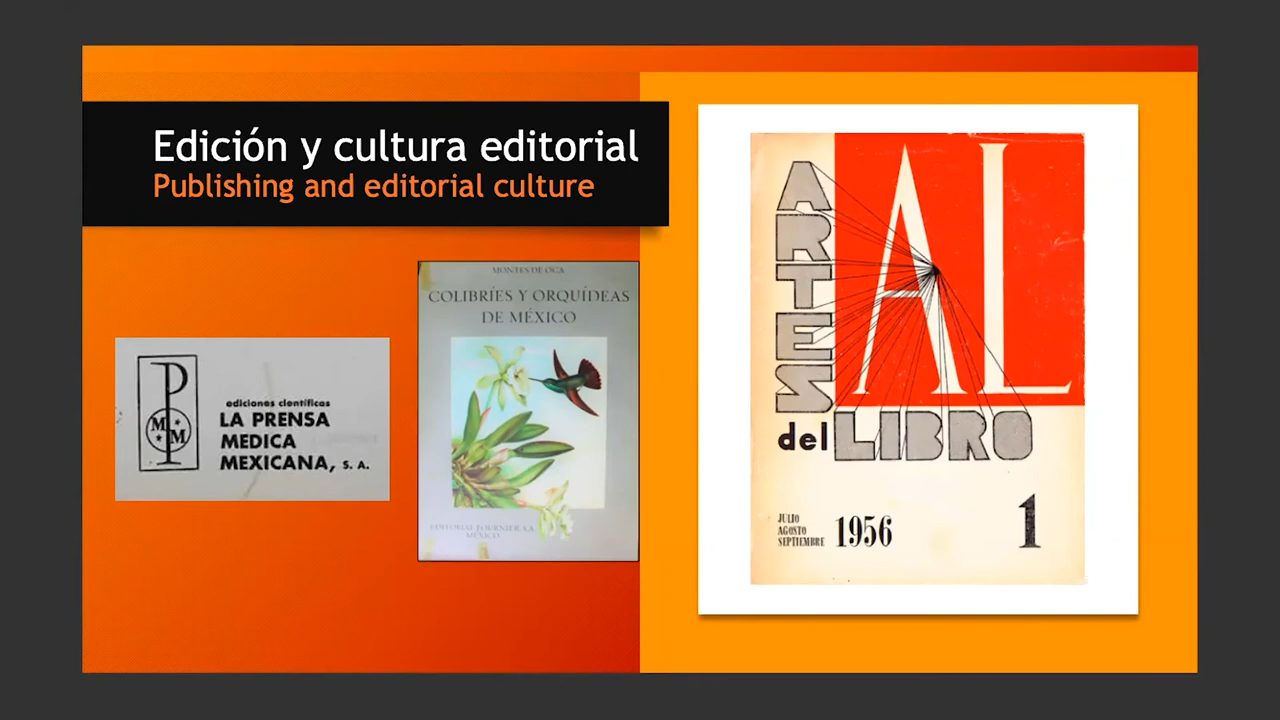 Edición y cultura editorial
Publishing and editorial culture
P
M M
ediciones científicas
LA PRENSA
MEDICA
MEXICANA, S. A.
MONTES DE OCA
COLIBRÍES Y ORQUÍDEAS
DE MÉXICO
EDITORIAL FOURNIER S.A.
MÉXICO
AL
ARTES
del LIBRO
JULIO
AGOSTO
SEPTIEMBRE
1956
1